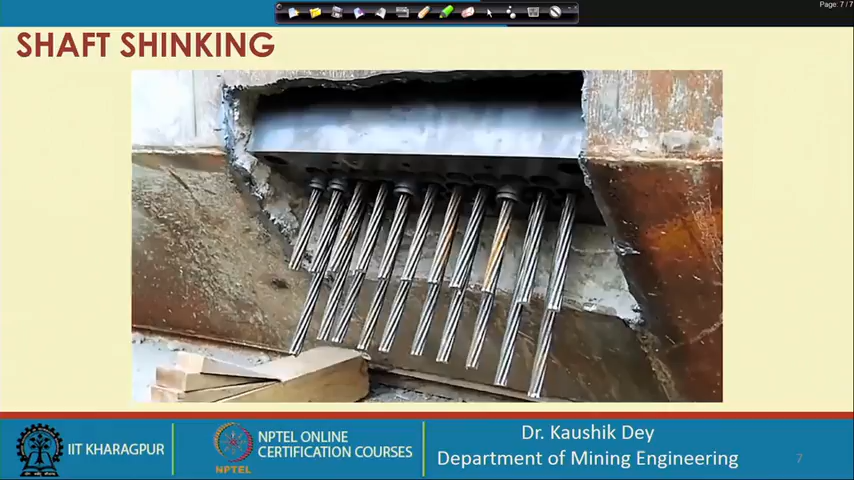 Page: 7 / 7
SHAFT SHINKING
IIT KHARAGPUR
NPTEL
NPTEL ONLINE
CERTIFICATION COURSES
Dr. Kaushik Dey
Department of Mining Engineering
7